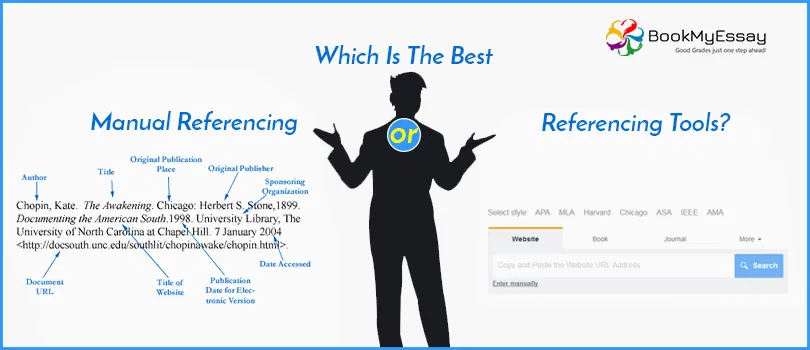 BookMyEssay
Good Grades just one step ahead!
Which Is The Best
Manual Referencing
or
Referencing Tools?
Author
Title
Original Publication
Place
Original Publisher
Sponsoring
Organization
Chopin, Kate. The Awakening. Chicago: Herbert S. Stone,1899.
Documenting the American South.1998. University Library, The
University of North Carolina at Chapel Hill. 7 January 2004
<http://docsouth.unc.edu/southlit/chopinawake/chopin.html>.
Document
URL
Title of
Website
Publication
Date for Elec-
tronic Version
Date Accessed
Select style: APA MLA Harvard Chicago ASA IEEE AMA
Website Book Journal More
Copy and Paste the Website URL Address
Search
Enter manually